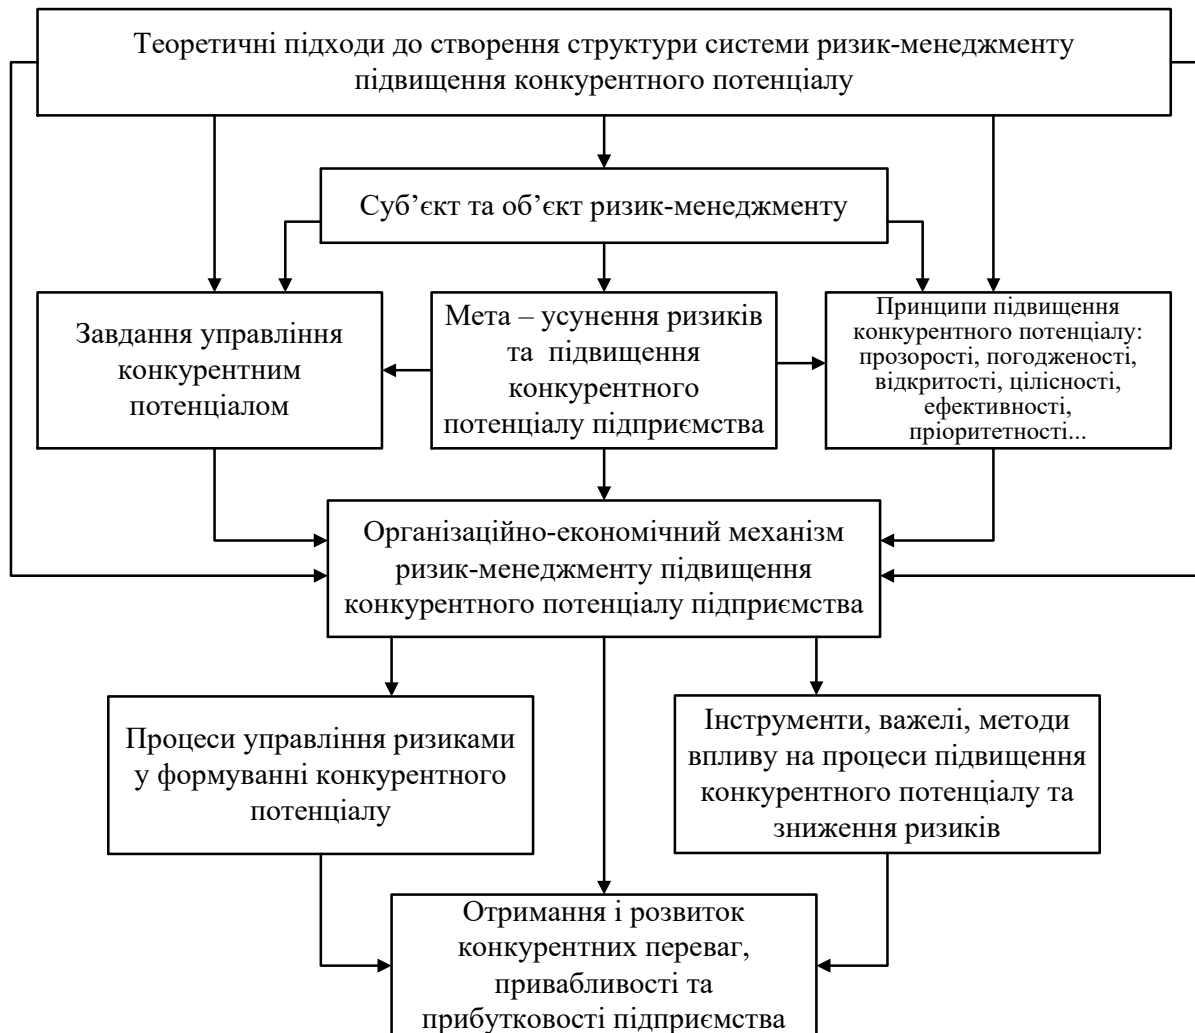 Теоретичні підходи до створення структури системи ризик-менеджменту
підвищення конкурентного потенціалу
Суб’єкт та об’єкт ризик-менеджменту
Завдання управління
конкурентним
потенціалом
Мета – усунення ризиків
та підвищення
конкурентного
потенціалу підприємства
Принципи підвищення
конкурентного потенціалу:
прозорості, погодженості,
відкритості, цілісності,
ефективності,
пріоритетності...
Організаційно-економічний механізм
ризик-менеджменту підвищення
конкурентного потенціалу підприємства
Процеси управління ризиками
у формуванні конкурентного
потенціалу
Інструменти, важелі, методи
впливу на процеси підвищення
конкурентного потенціалу та
зниження ризиків
Отримання і розвиток
конкурентних переваг,
привабливості та
прибутковості підприємства